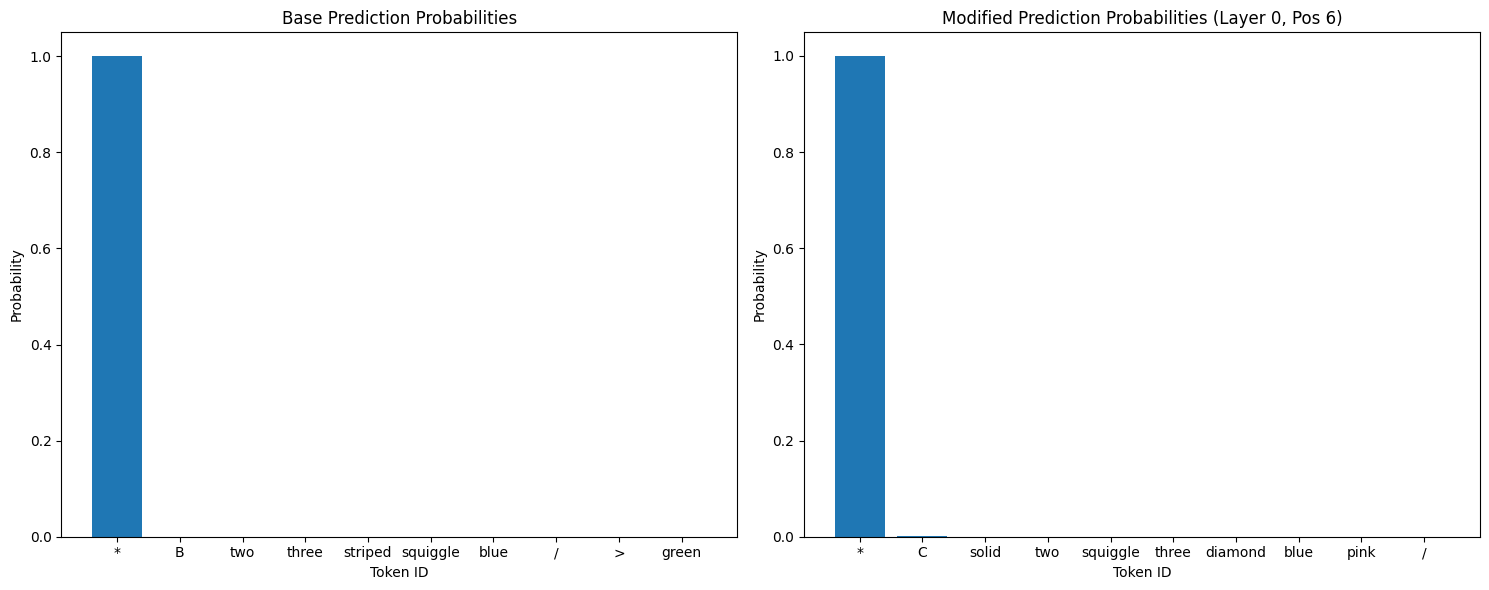 Base Prediction Probabilities
Probability
1.0
0.8
0.6
0.4
0.2
0.0
* B two three striped squiggle blue / > green
Token ID
Modified Prediction Probabilities (Layer 0, Pos 6)
Probability
1.0
0.8
0.6
0.4
0.2
0.0
* C solid two squiggle three diamond blue pink /
Token ID